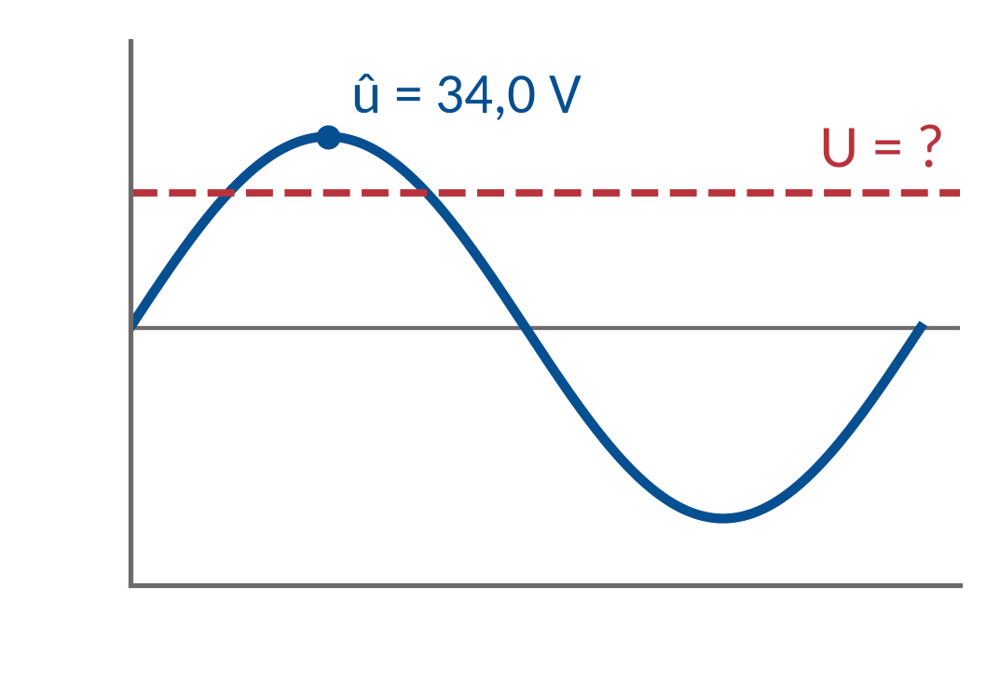 û = 34,0 V
U = ?